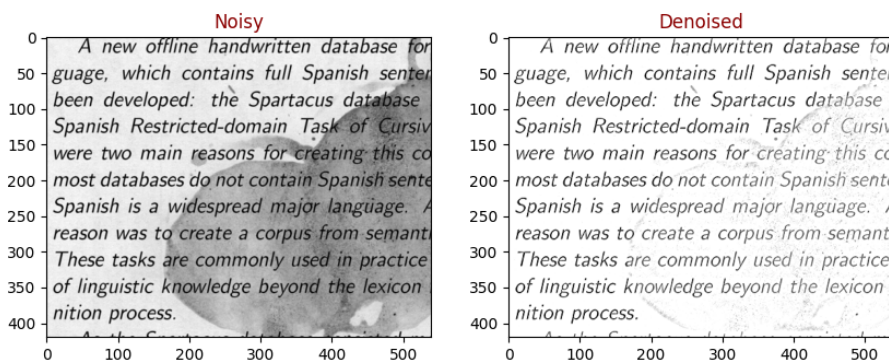 Noisy
0
50
100
150
200
250
300
350
400
A new offline handwritten database for
guage, which contains full Spanish senten
been developed: the Spartacus database
Spanish Restricted-domain Task of Cursiv
were two main reasons for creating this co
most databases do not contain Spanish sente
Spanish is a widespread major language. A
reason was to create a corpus from semanti
These tasks are commonly used in practice
of linguistic knowledge beyond the lexicon
nition process.
0 100 200 300 400 500
Denoised
0
50
100
150
200
250
300
350
400
A new offline handwritten database fo
guage, which contains full Spanish senter
been developed: the Spartacus database
Spanish Restricted-domain Task of Cursiv
were two main reasons for creating this co
most databases do not contain Spanish sente
Spanish is a widespread major language. A
reason was to create a corpus from semanti
These tasks are commonly used in practice
of linguistic knowledge beyond the lexicon
nition process.
0 100 200 300 400 500